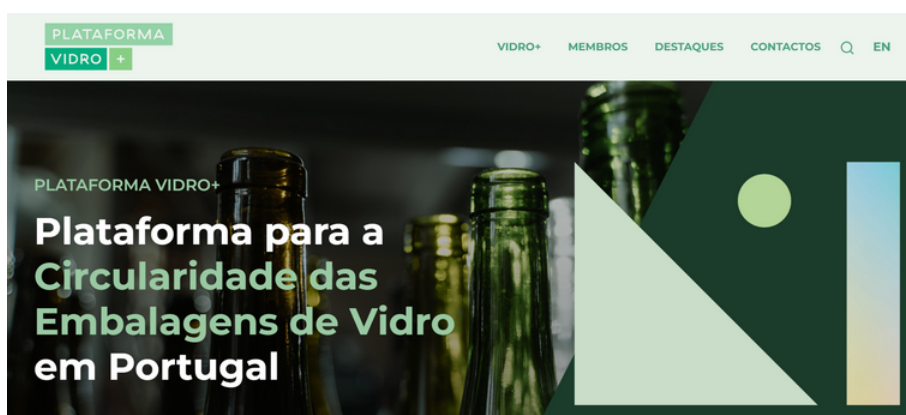 PLATAFORMA
VIDRO +
VIDRO+ MEMBROS DESTAQUES CONTACTOS EN
PLATAFORMA VIDRO+
Plataforma para a
Circularidade das
Embalagens de Vidro
em Portugal